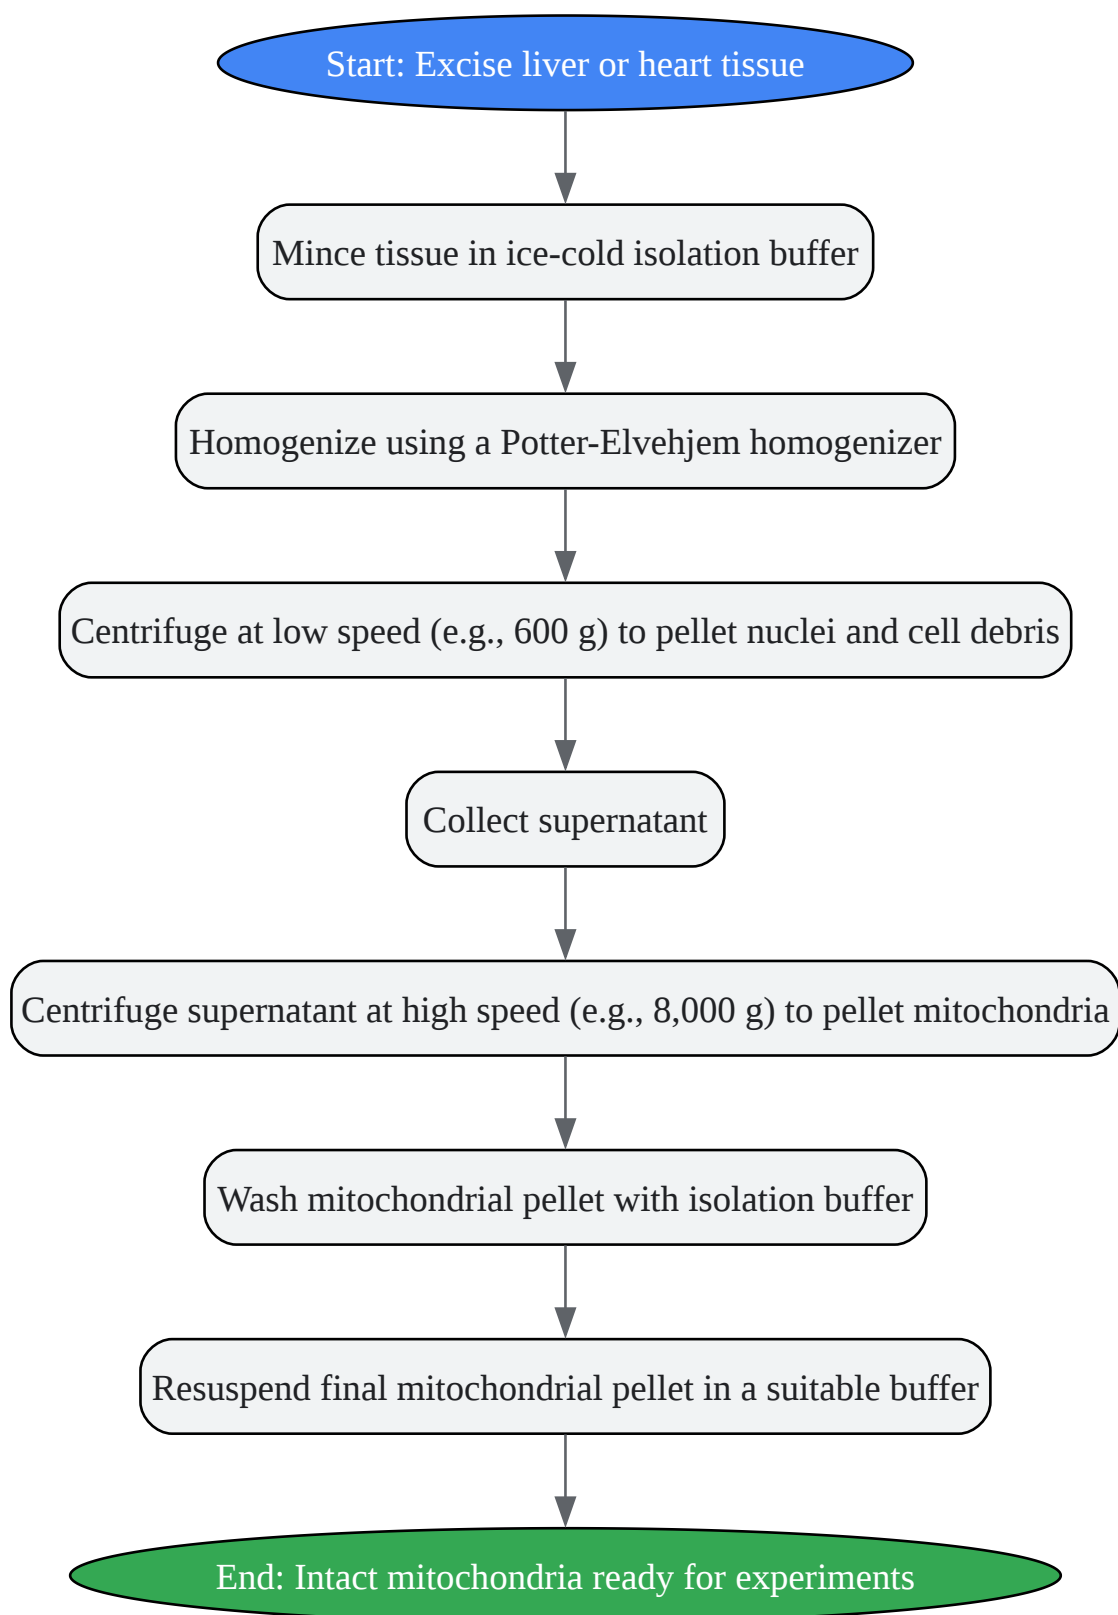 Start: Excise liver or heart tissue
Mince tissue in ice-cold isolation buffer
Homogenize using a Potter-Elvehjem homogenizer
Centrifuge at low speed (e.g., 600 g) to pellet nuclei and cell debris
Collect supernatant
Centrifuge supernatant at high speed (e.g., 8,000 g) to pellet mitochondria
Wash mitochondrial pellet with isolation buffer
Resuspend final mitochondrial pellet in a suitable buffer
End: Intact mitochondria ready for experiments